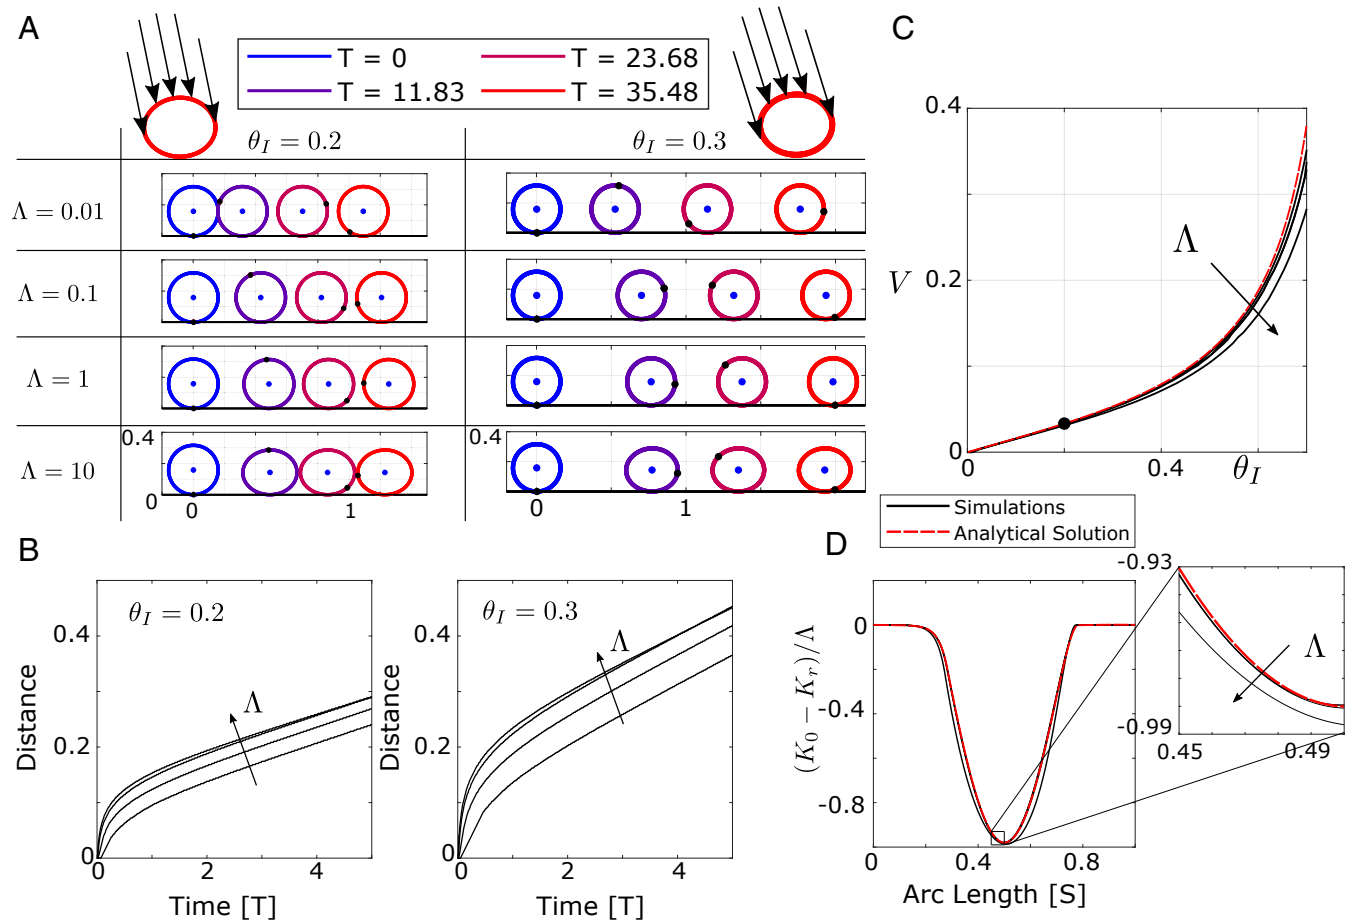 A
T = 0
T = 23.68
T = 11.83
T = 35.48
θ_I = 0.2
θ_I = 0.3
Λ = 0.01
Λ = 0.1
Λ = 1
Λ = 10
0.4
0
0
1
0.4
0
1
B
θ_I = 0.2
Λ
0.4
0.2
0
0
2
4
Distance
Time [T]
θ_I = 0.3
Λ
0.4
0.2
0
0
2
4
Distance
Time [T]
C
0.4
0.2
0
V
Λ
0
0.4
θ_I
Simulations
Analytical Solution
D
0
-0.4
-0.8
(K_0 − K_r)/Λ
0
0.4
0.8
Arc Length [S]
-0.93
-0.99
0.45
0.49
Λ